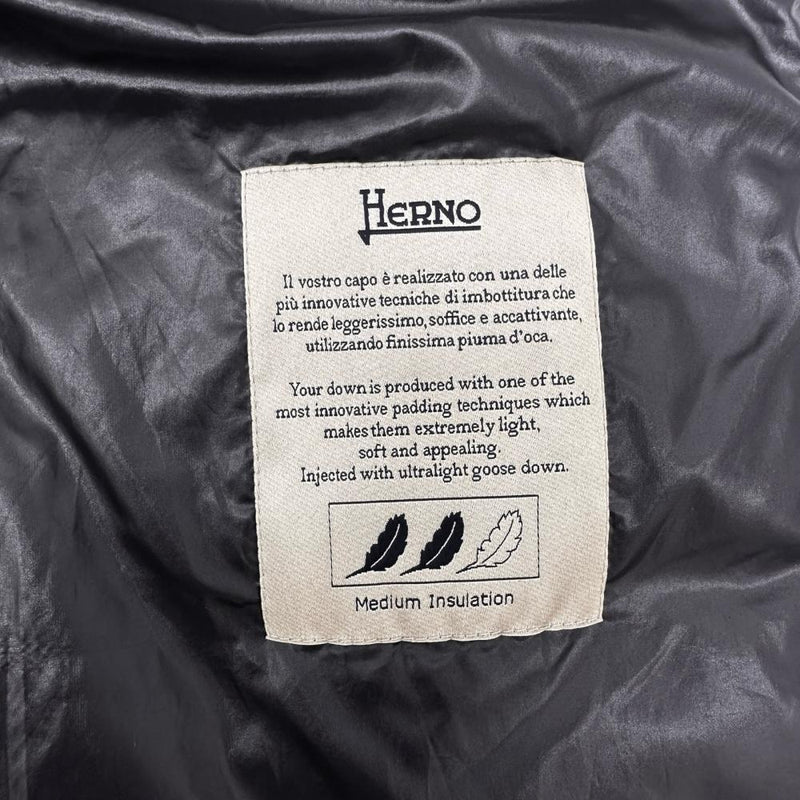 HERNO
Il vostro capo è realizzato con una delle
più innovative tecniche di imbottitura che
lo rende leggerissimo, soffice e accattivante,
utilizzando finissima piuma d'oca.
Your down is produced with one of the
most innovative padding techniques which
makes them extremely light,
soft and appealing.
Injected with ultralight goose down.
Medium Insulation